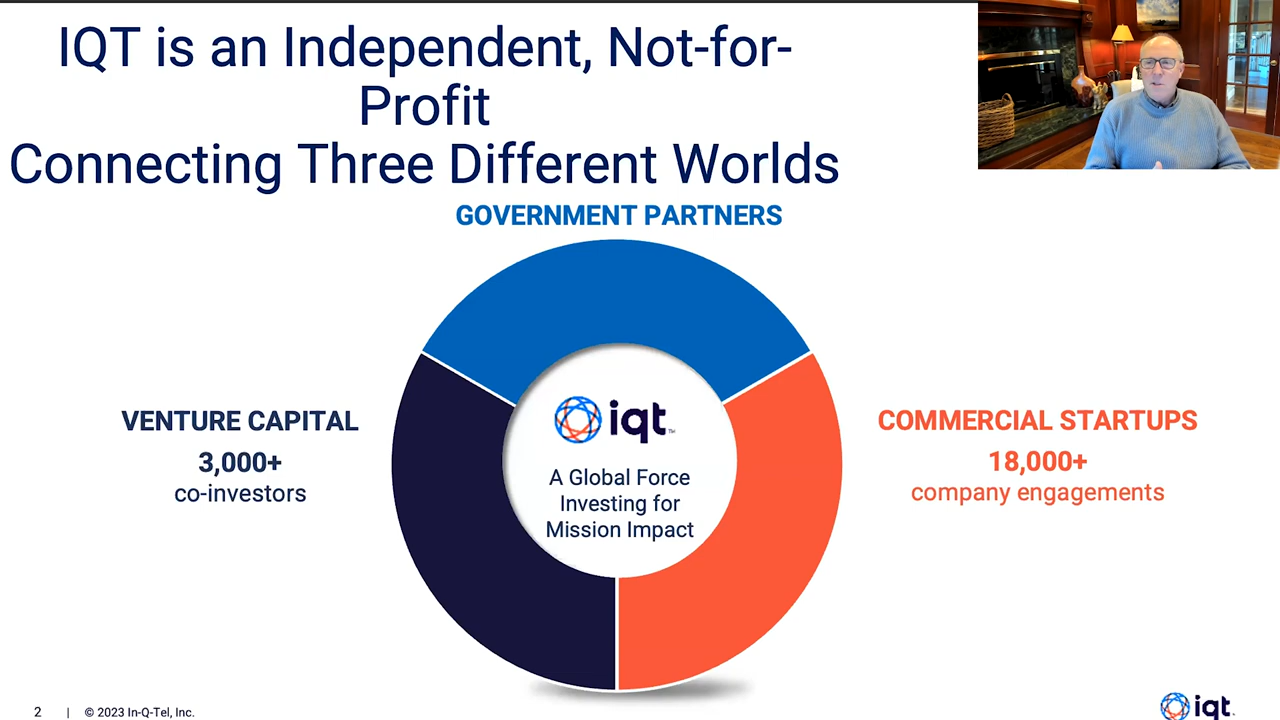 IQT is an Independent, Not-for-
Profit
Connecting Three Different Worlds
GOVERNMENT PARTNERS
VENTURE CAPITAL
3,000+
co-investors
iqt™
A Global Force
Investing for
Mission Impact
COMMERCIAL STARTUPS
18,000+
company engagements
2 | © 2023 In-Q-Tel, Inc.
iqt